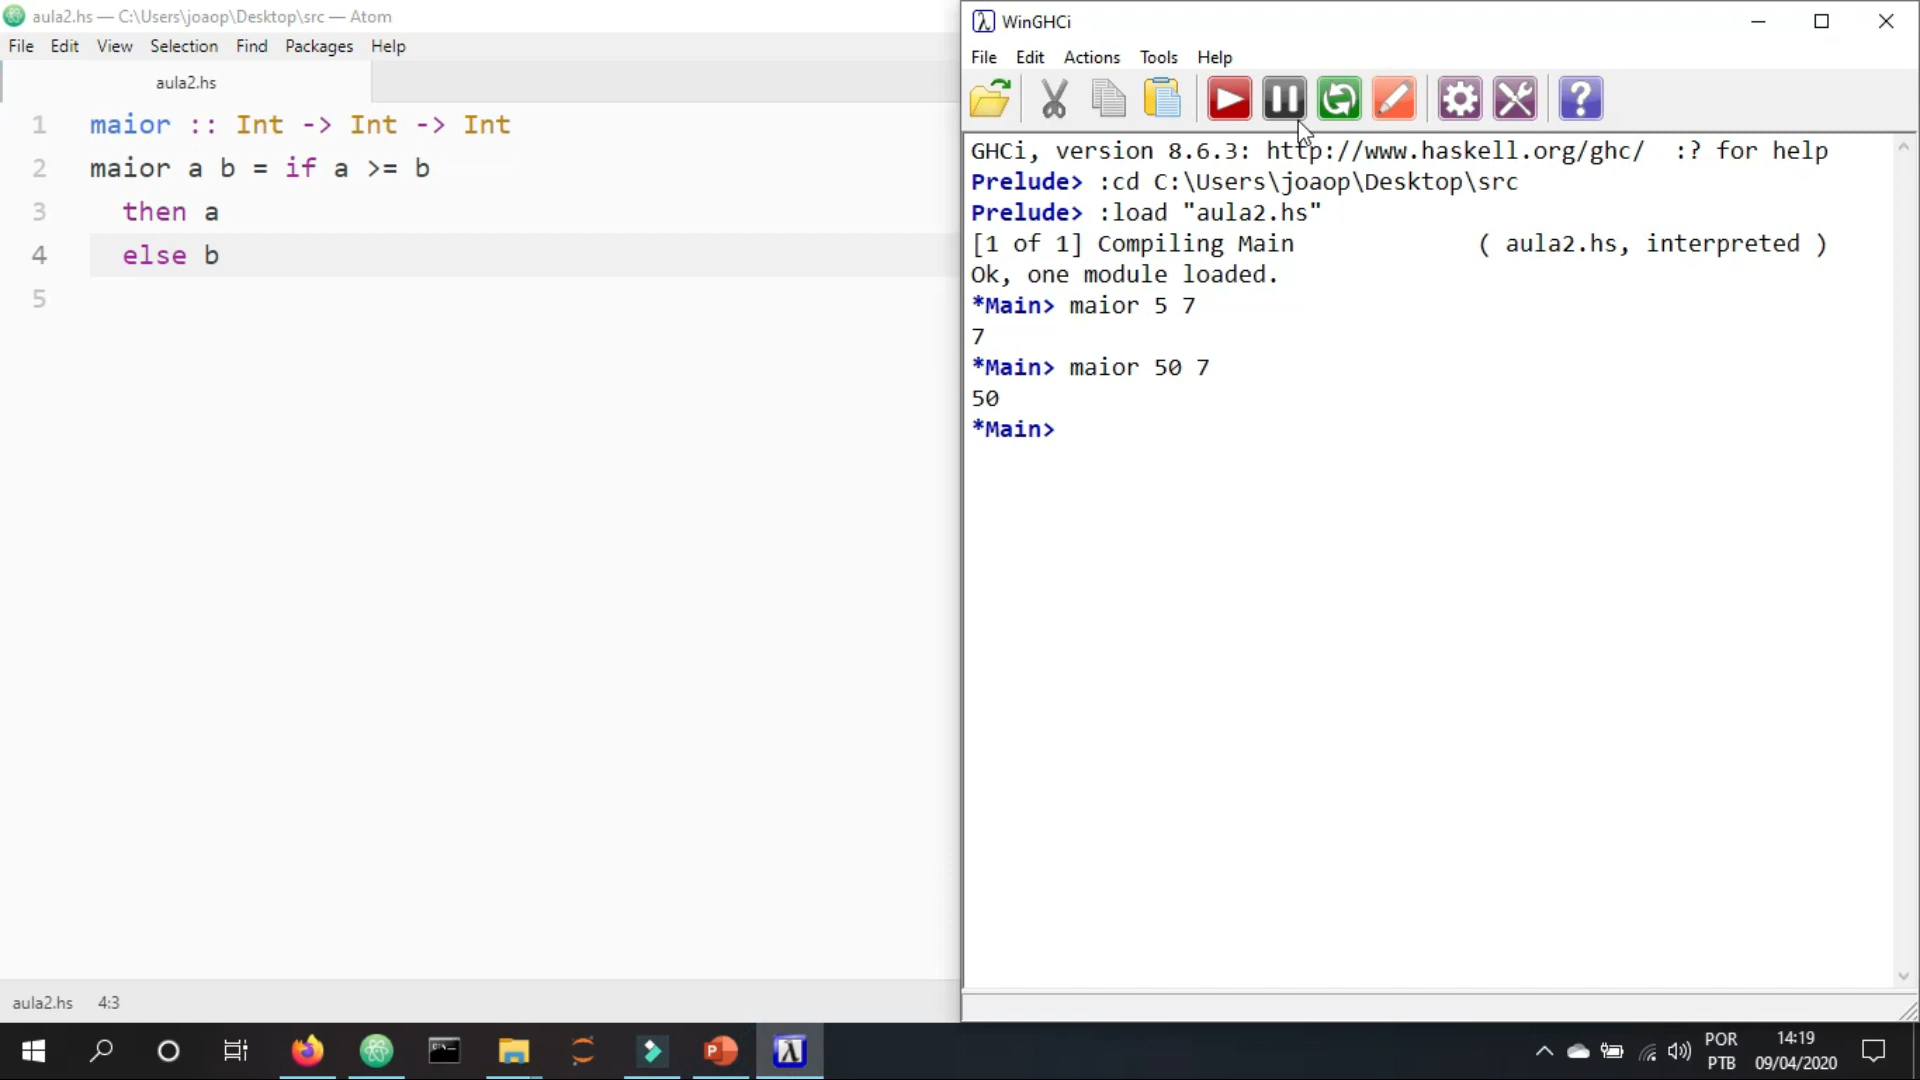 aula2.hs — C:\Users\joaop\Desktop\src — Atom
File Edit View Selection Find Packages Help
aula2.hs
1 maior :: Int -> Int -> Int
2 maior a b = if a >= b
3 then a
4 else b
5
aula2.hs 4:3
WinGHCi
File Edit Actions Tools Help
GHCi, version 8.6.3: http://www.haskell.org/ghc/ :? for help
Prelude> :cd C:\Users\joaop\Desktop\src
Prelude> :load "aula2.hs"
[1 of 1] Compiling Main ( aula2.hs, interpreted )
Ok, one module loaded.
*Main> maior 5 7
7
*Main> maior 50 7
50
*Main>
POR
PTB
14:19
09/04/2020